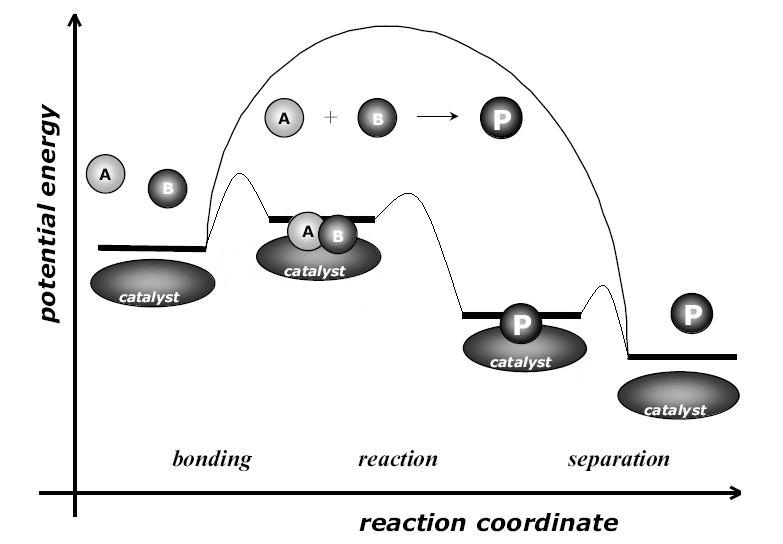 potential energy
A + B → P
A
B
A B
catalyst
catalyst
P
catalyst
P
catalyst
bonding reaction separation
reaction coordinate